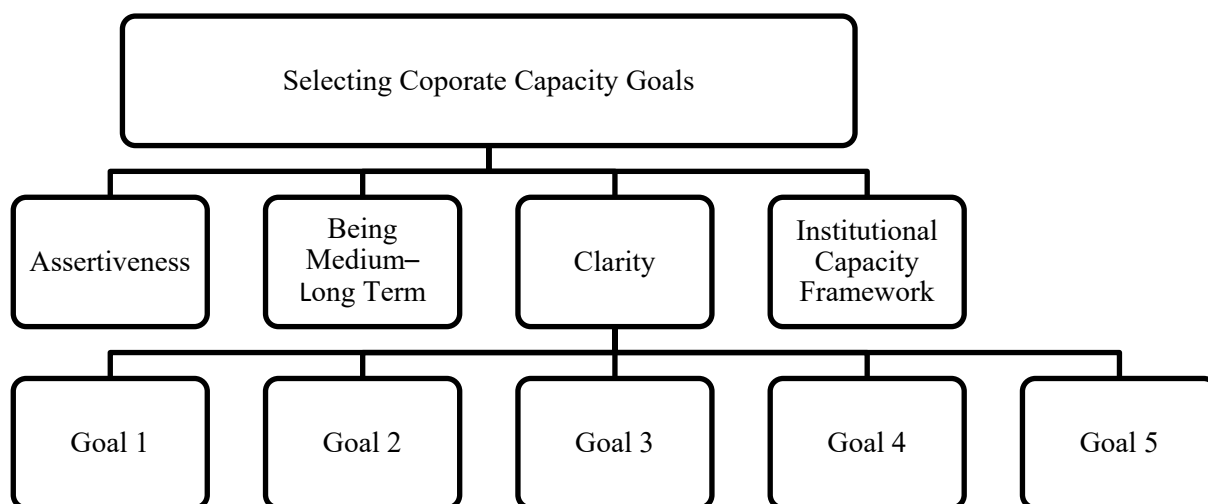 Selecting Coporate Capacity Goals
Assertiveness
Being
Medium–
Long Term
Clarity
Institutional
Capacity
Framework
Goal 1
Goal 2
Goal 3
Goal 4
Goal 5